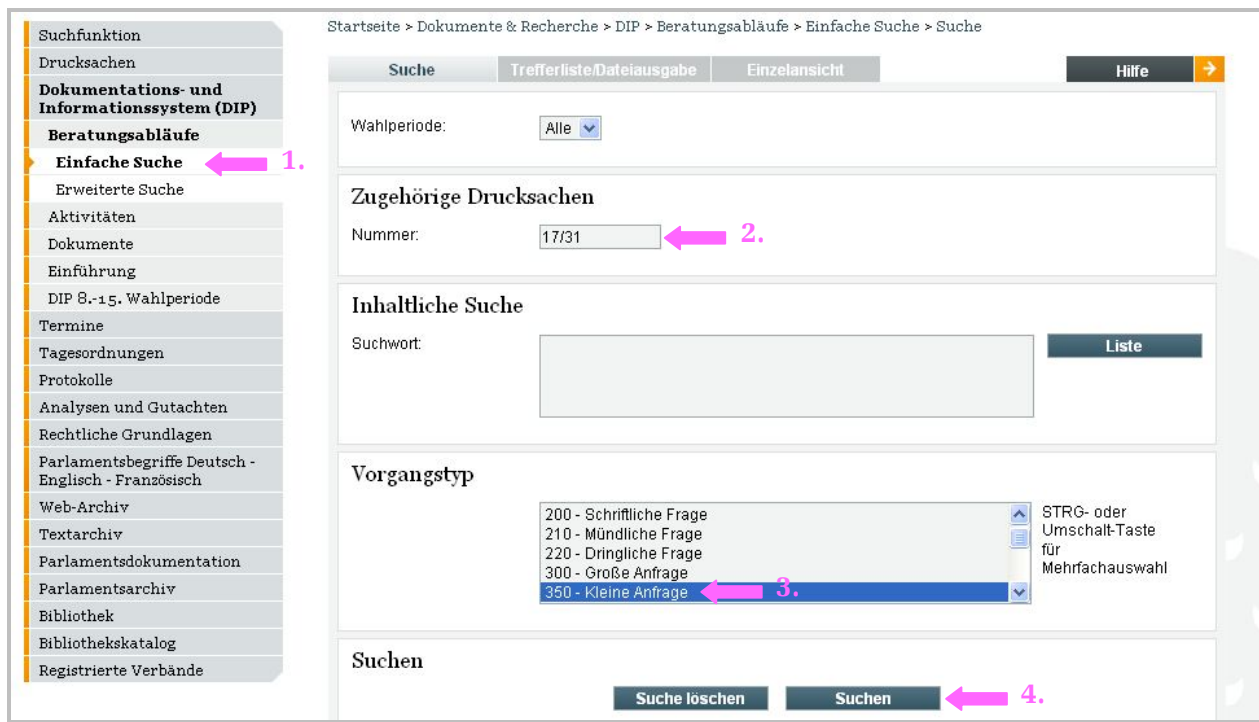 Startseite > Dokumente & Recherche > DIP > Beratungsabläufe > Einfache Suche > Suche
Suchfunktion
Drucksachen
Dokumentations- und
Informationssystem (DIP)
Beratungsabläufe
Einfache Suche
1.
Erweiterte Suche
Aktivitäten
Dokumente
Einführung
DIP 8.-15. Wahlperiode
Termine
Tagesordnungen
Protokolle
Analysen und Gutachten
Rechtliche Grundlagen
Parlamentsbegriffe Deutsch -
Englisch - Französisch
Web-Archiv
Textarchiv
Parlamentsdokumentation
Parlamentsarchiv
Bibliothek
Bibliothekskatalog
Registrierte Verbände
Suche Trefferliste/Dateiausgabe Einzelansicht Hilfe
Wahlperiode: Alle
Zugehörige Drucksachen
Nummer: 17/31 2.
Inhaltliche Suche
Suchwort: Liste
Vorgangstyp
200 - Schriftliche Frage
210 - Mündliche Frage
220 - Dringliche Frage
300 - Große Anfrage
350 - Kleine Anfrage 3.
STRG- oder
Umschalt-Taste
für
Mehrfachauswahl
Suchen
Suche löschen Suchen 4.